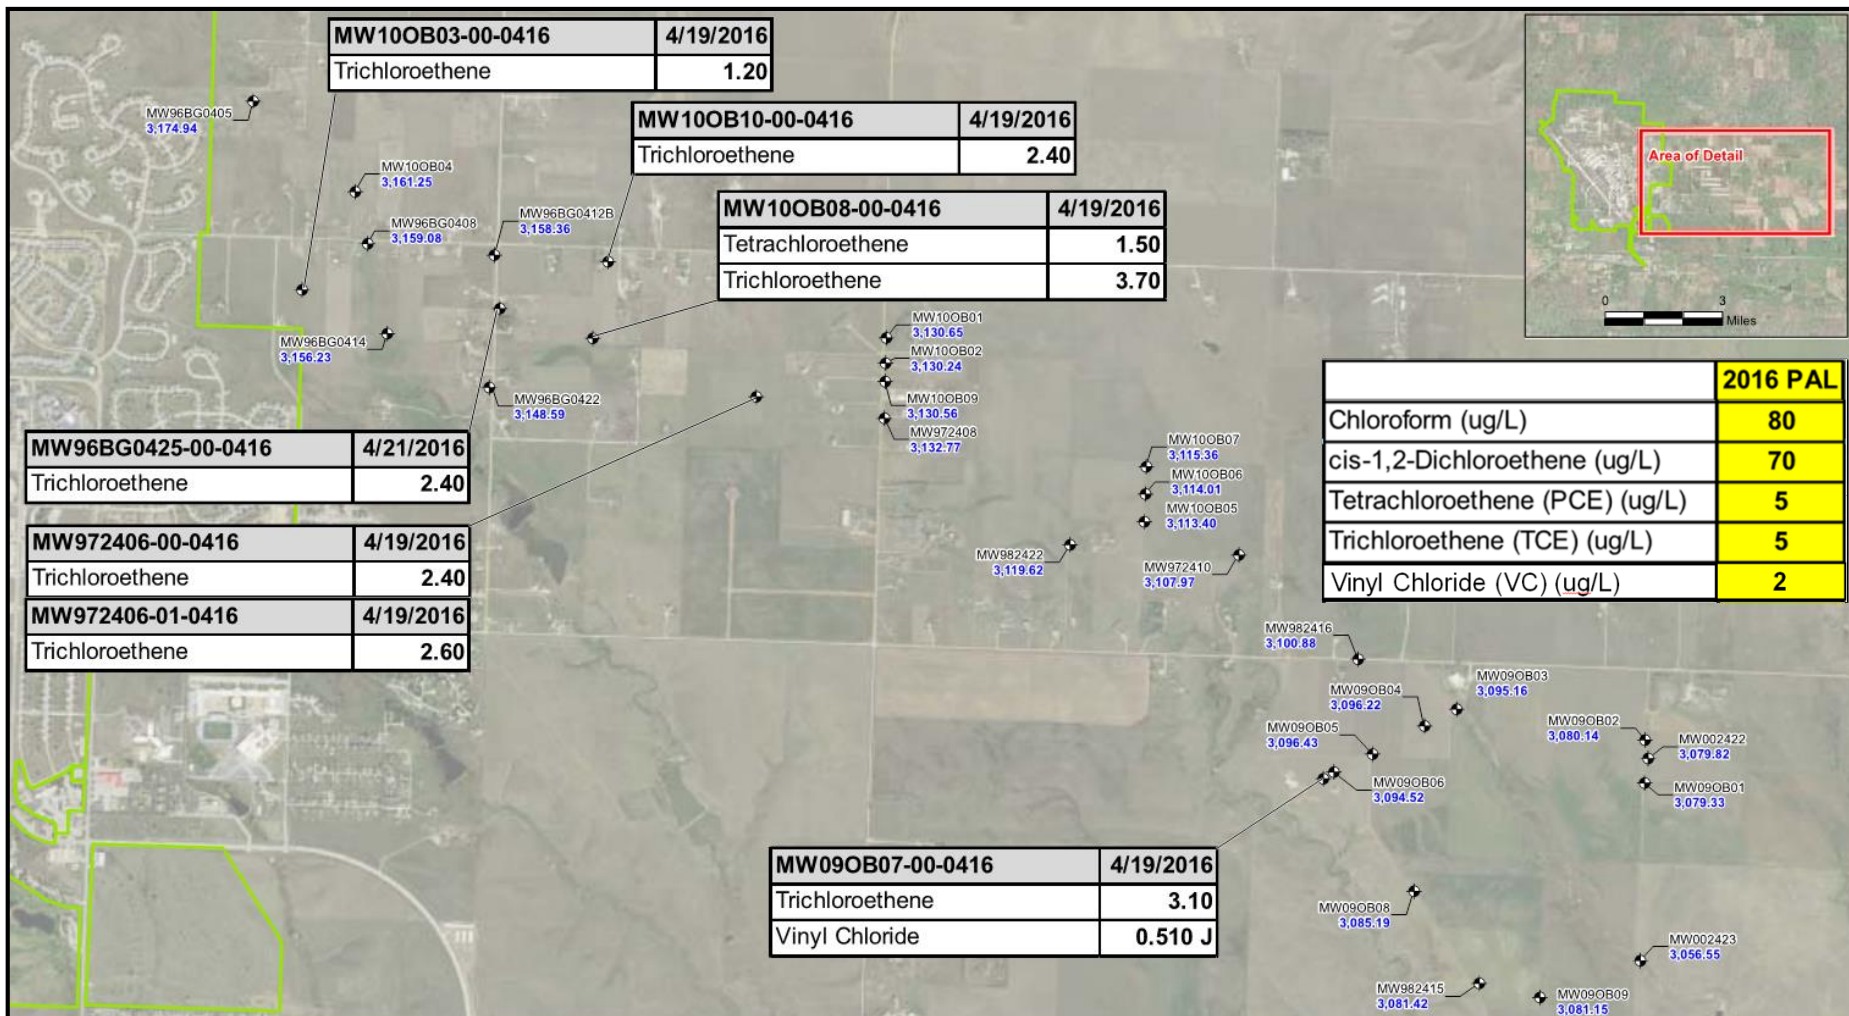 MW10OB03-00-0416 4/19/2016
Trichloroethene 1.20
MW96BG0405
3,174.94
MW10OB10-00-0416 4/19/2016
Trichloroethene 2.40
MW10OB04
3,161.25
MW10OB08-00-0416 4/19/2016
Tetrachloroethene 1.50
Trichloroethene 3.70
MW96BG0408
3,159.08
MW96BG0412B
3,158.36
Area of Detail
0 3
Miles
MW96BG0414
3,156.23
MW10OB01
3,130.65
MW10OB02
3,130.24
MW10OB09
3,130.56
MW972408
3,132.77
MW96BG0422
3,148.59
2016 PAL
Chloroform (ug/L) 80
cis-1,2-Dichloroethene (ug/L) 70
Tetrachloroethene (PCE) (ug/L) 5
Trichloroethene (TCE) (ug/L) 5
Vinyl Chloride (VC) (ug/L) 2
MW96BG0425-00-0416 4/21/2016
Trichloroethene 2.40
MW10OB07
3,115.36
MW10OB06
3,114.01
MW10OB05
3,113.40
MW982422
3,119.62
MW972410
3,107.97
MW972406-00-0416 4/19/2016
Trichloroethene 2.40
MW972406-01-0416 4/19/2016
Trichloroethene 2.60
MW982416
3,100.88
MW09OB03
3,095.16
MW09OB04
3,096.22
MW09OB05
3,096.43
MW09OB02
3,080.14
MW002422
3,079.82
MW09OB06
3,094.52
MW09OB01
3,079.33
MW09OB07-00-0416 4/19/2016
Trichloroethene 3.10
Vinyl Chloride 0.510 J
MW09OB08
3,085.19
MW002423
3,056.55
MW982415
3,081.42
MW09OB09
3,081.15